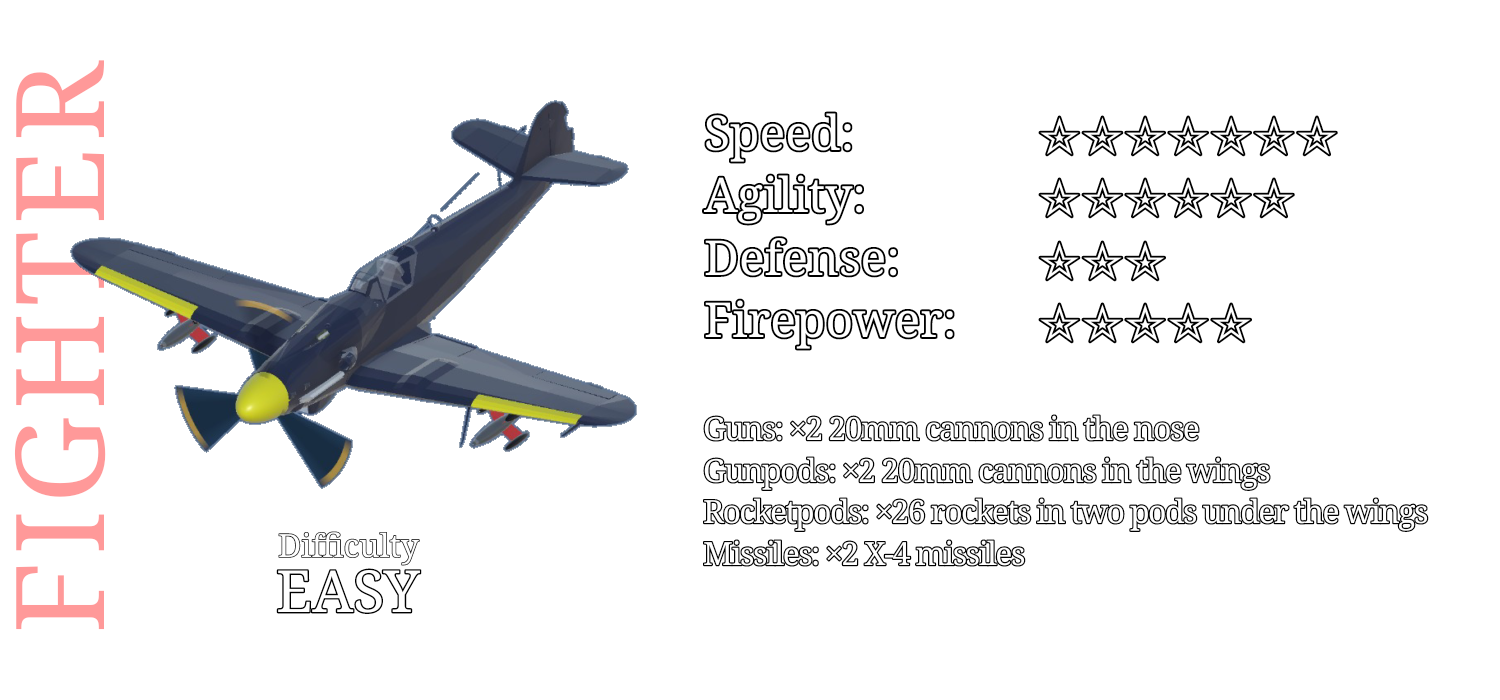 FIGHTER
Speed: ☆☆☆☆☆☆☆
Agility: ☆☆☆☆☆☆
Defense: ☆☆☆
Firepower: ☆☆☆☆☆
Guns: ×2 20mm cannons in the nose
Gunpods: ×2 20mm cannons in the wings
Rocketpods: ×26 rockets in two pods under the wings
Missiles: ×2 X-4 missiles
Difficulty
EASY